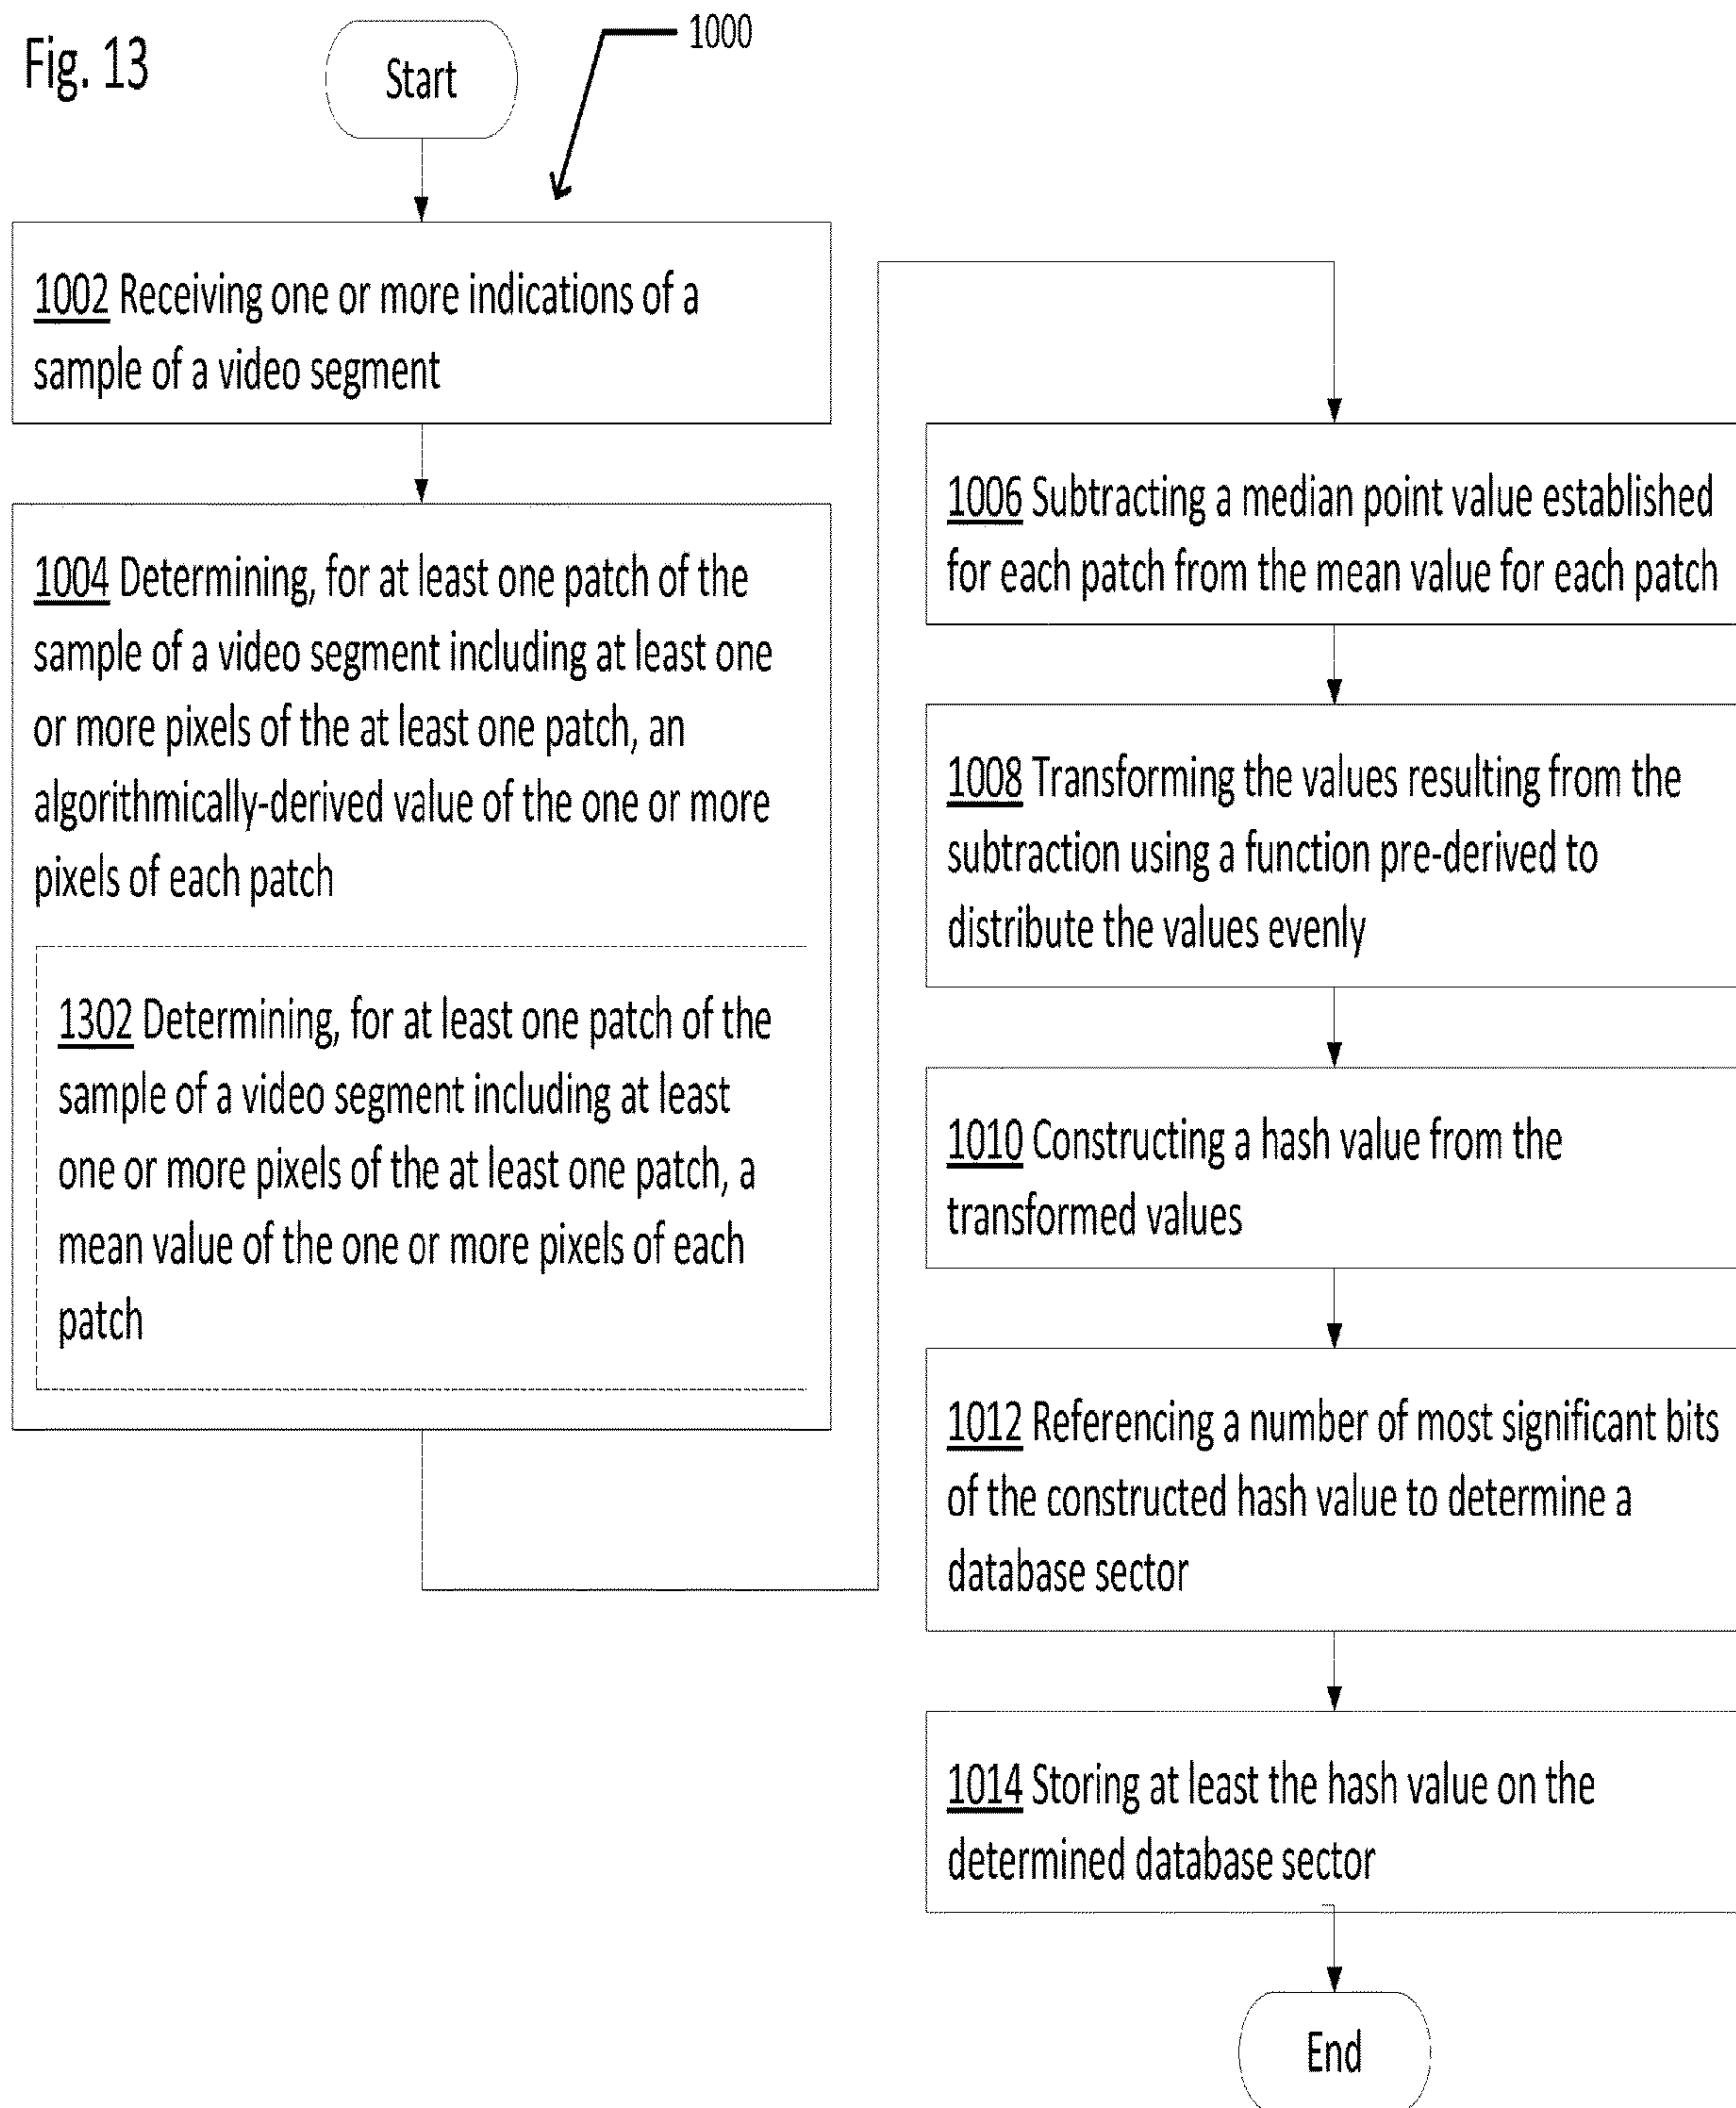 Fig. 13
Start
1000
1002 Receiving one or more indications of a
sample of a video segment
1004 Determining, for at least one patch of the
sample of a video segment including at least one
or more pixels of the at least one patch, an
algorithmically-derived value of the one or more
pixels of each patch
1302 Determining, for at least one patch of the
sample of a video segment including at least
one or more pixels of the at least one patch, a
mean value of the one or more pixels of each
patch
1006 Subtracting a median point value established
for each patch from the mean value for each patch
1008 Transforming the values resulting from the
subtraction using a function pre-derived to
distribute the values evenly
1010 Constructing a hash value from the
transformed values
1012 Referencing a number of most significant bits
of the constructed hash value to determine a
database sector
1014 Storing at least the hash value on the
determined database sector
End